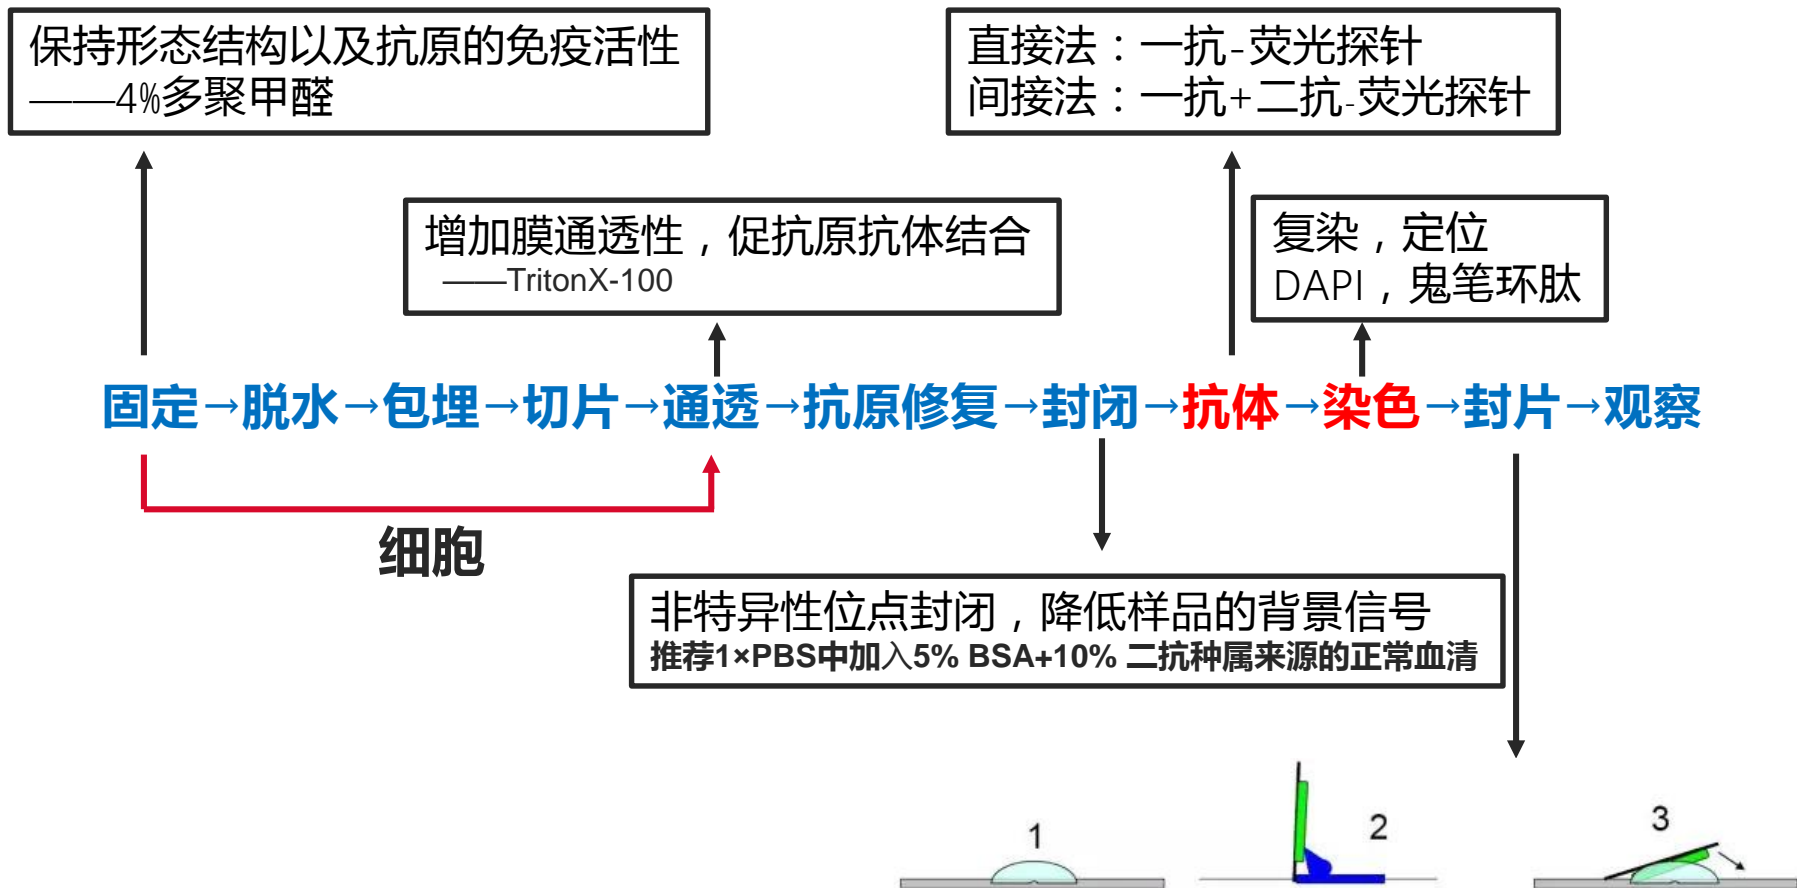 保持形态结构以及抗原的免疫活性
——4%多聚甲醛
直接法：一抗-荧光探针
间接法：一抗+二抗-荧光探针
增加膜通透性，促抗原抗体结合
——TritonX-100
复染，定位
DAPI，鬼笔环肽
固定→脱水→包埋→切片→通透→抗原修复→封闭→抗体→染色→封片→观察
细胞
非特异性位点封闭，降低样品的背景信号
推荐1×PBS中加入5% BSA+10% 二抗种属来源的正常血清
1
2
3